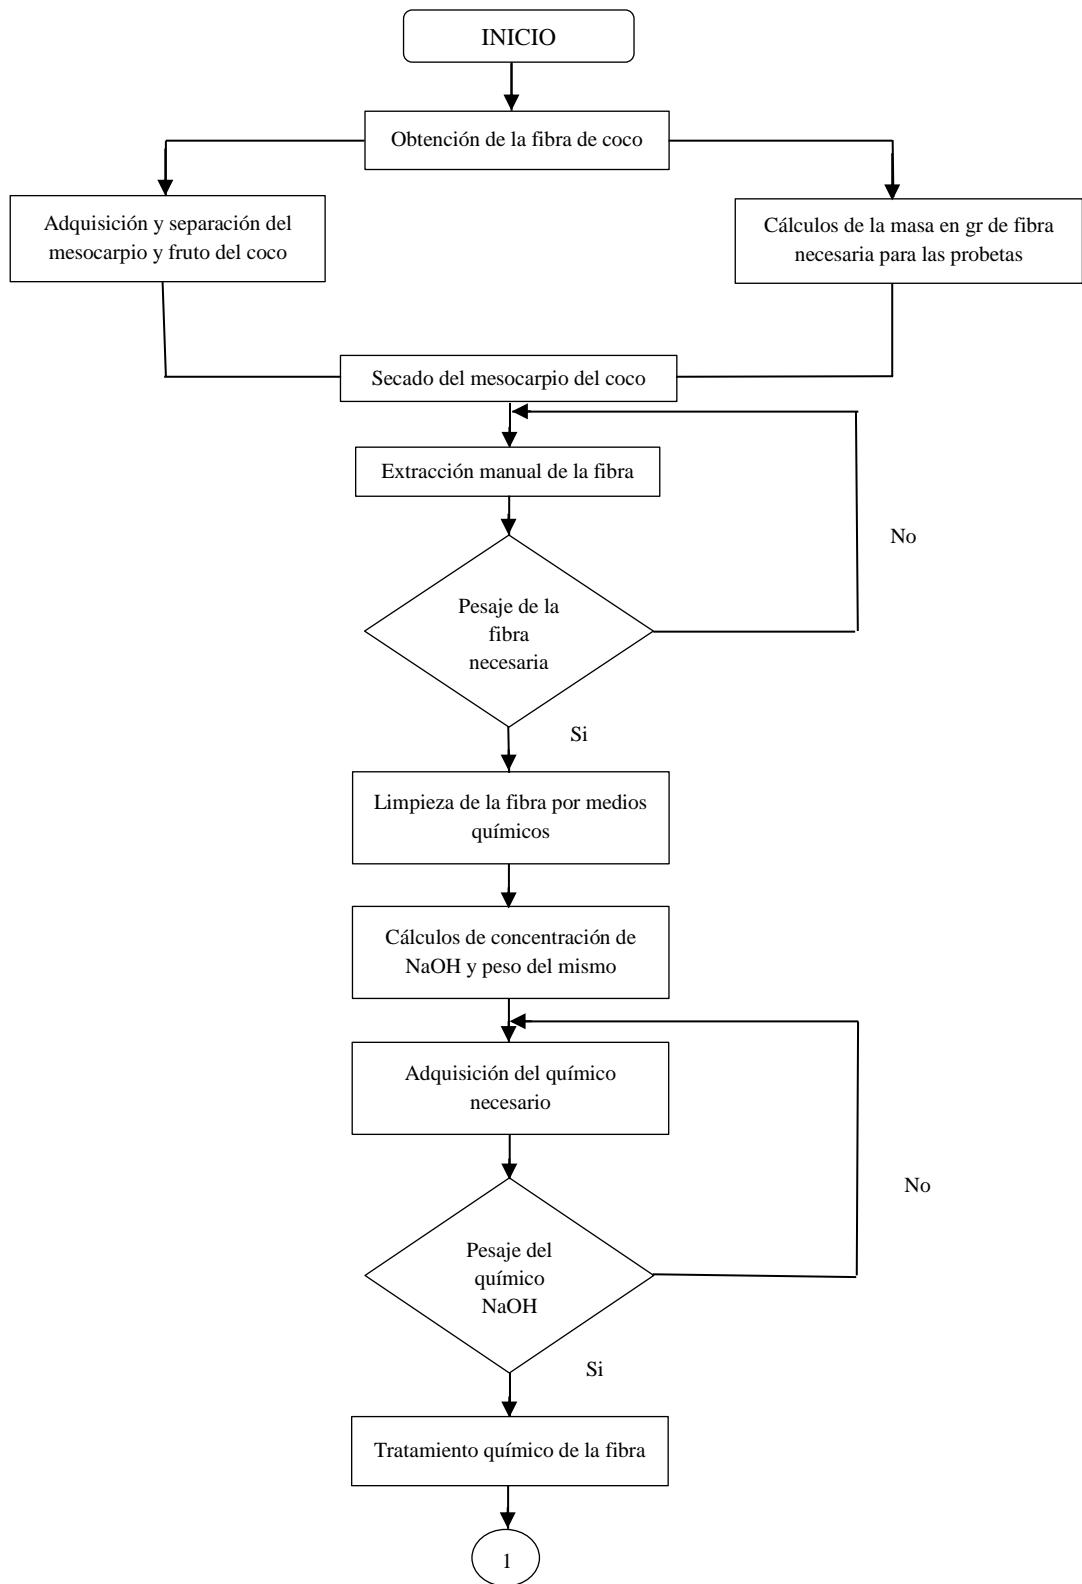 INICIO
Obtención de la fibra de coco
Adquisición y separación del
mesocarpio y fruto del coco
Cálculos de la masa en gr de fibra
necesaria para las probetas
Secado del mesocarpio del coco
Extracción manual de la fibra
No
Pesaje de la
fibra
necesaria
Si
Limpieza de la fibra por medios
químicos
Cálculos de concentración de
NaOH y peso del mismo
Adquisición del químico
necesario
No
Pesaje del
químico
NaOH
Si
Tratamiento químico de la fibra
1